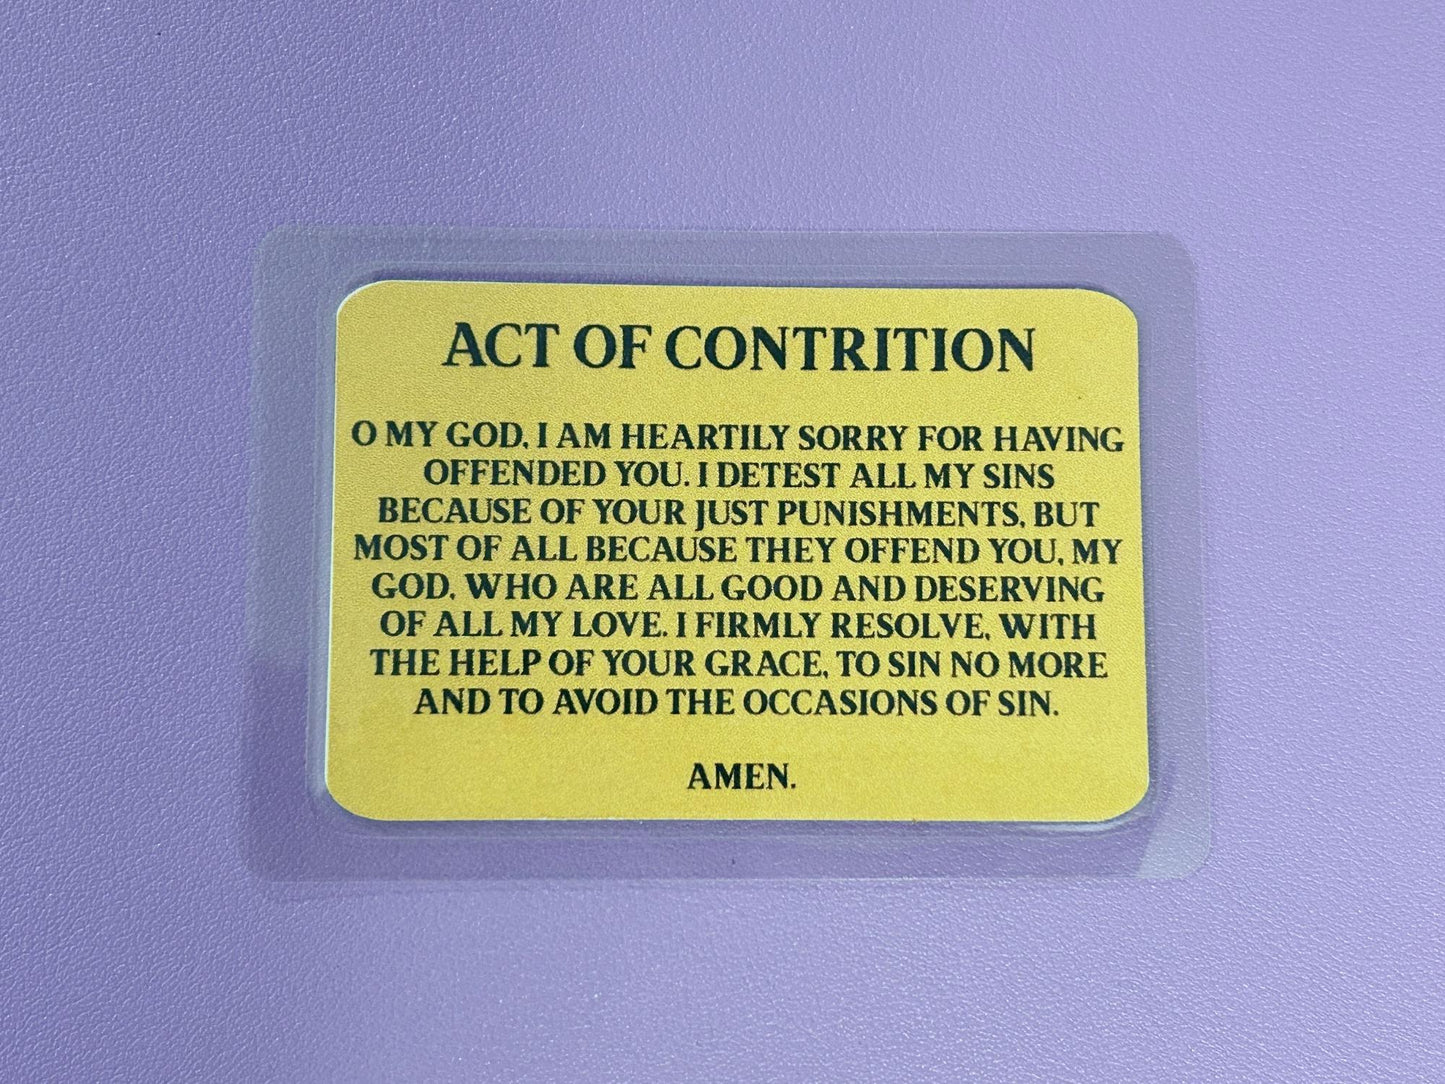 ACT OF CONTRITION
O MY GOD, I AM HEARTILY SORRY FOR HAVING
OFFENDED YOU. I DETEST ALL MY SINS
BECAUSE OF YOUR JUST PUNISHMENTS, BUT
MOST OF ALL BECAUSE THEY OFFEND YOU, MY
GOD, WHO ARE ALL GOOD AND DESERVING
OF ALL MY LOVE. I FIRMLY RESOLVE, WITH
THE HELP OF YOUR GRACE, TO SIN NO MORE
AND TO AVOID THE OCCASIONS OF SIN.
AMEN.